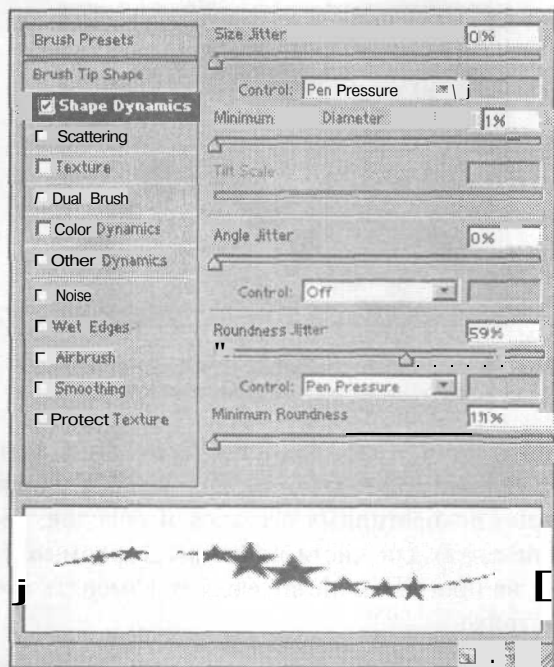 Brush Presets
Brush Tip Shape
Shape Dynamics
Scattering
Texture
Dual Brush
Color Dynamics
Other Dynamics
Noise
Wet Edges
Airbrush
Smoothing
Protect Texture
Size Jitter 0%
Control: Pen Pressure
Minimum Diameter 1%
Tilt Scale
Angle Jitter 0%
Control: Off
Roundness Jitter 59%
Control: Pen Pressure
Minimum Roundness